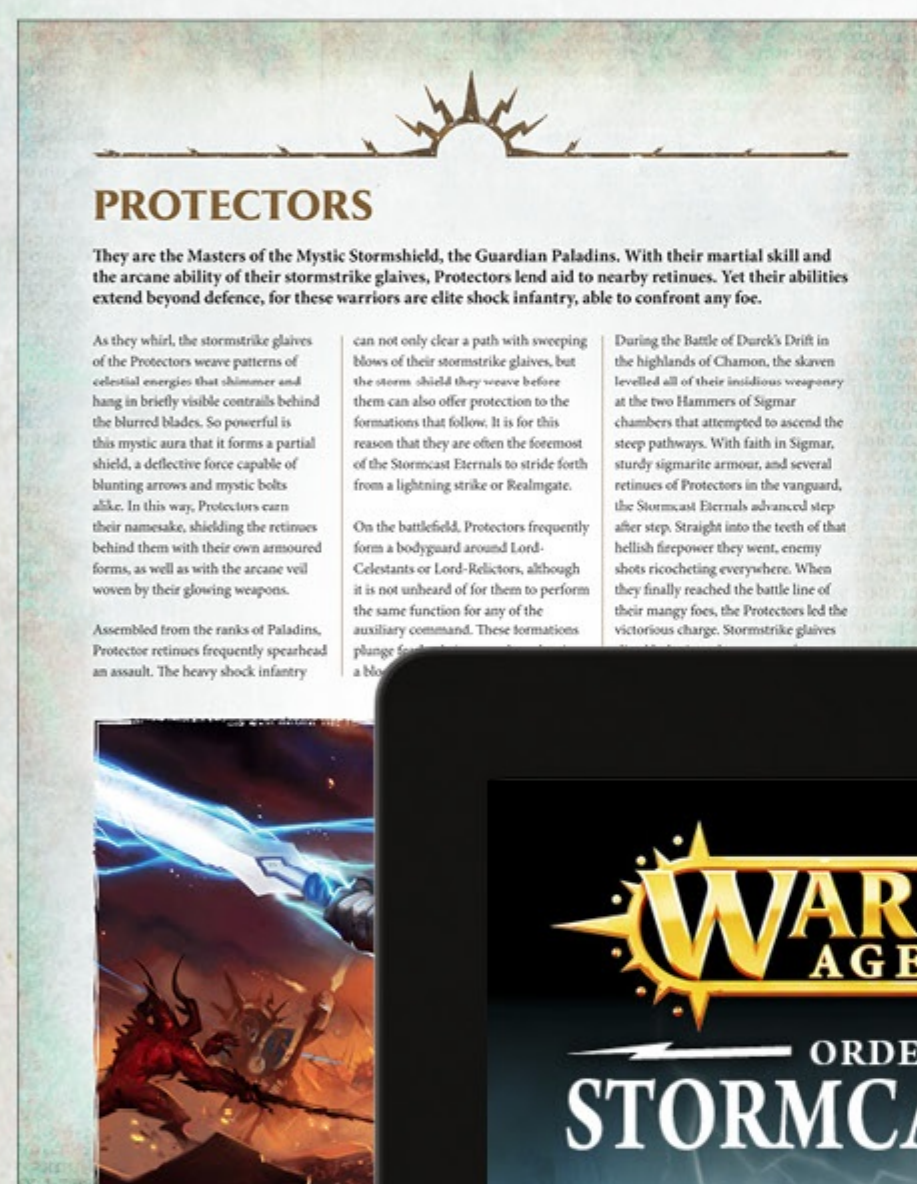 PROTECTORS
They are the Masters of the Mystic Stormshield, the Guardian Paladins. With their martial skill and
the arcane ability of their stormstrike glaives, Protectors lend aid to nearby retinues. Yet their abilities
extend beyond defence, for these warriors are elite shock infantry, able to confront any foe.
As they whirl, the stormstrike glaives
of the Protectors weave patterns of
celestial energies that shimmer and
hang in briefly visible contrails behind
the blurred blades. So powerful is
this mystic aura that it forms a partial
shield, a deflective force capable of
blunting arrows and mystic bolts
alike. In this way, Protectors earn
their namesake, shielding the retinues
behind them with their own armoured
forms, as well as with the arcane veil
woven by their glowing weapons.
Assembled from the ranks of Paladins,
Protector retinues frequently spearhead
an assault. The heavy shock infantry
can not only clear a path with sweeping
blows of their stormstrike glaives, but
the storm-shield they weave before
them can also offer protection to the
formations that follow. It is for this
reason that they are often the foremost
of the Stormcast Eternals to stride forth
from a lightning strike or Realmgate.
On the battlefield, Protectors frequently
form a bodyguard around Lord-
Celestants or Lord-Relictors, although
it is not unheard of for them to perform
the same function for any of the
auxiliary command. These formations
plunge
a
During the Battle of Durek's Drift in
the highlands of Chamon, the skaven
levelled all of their insidious weaponry
at the two Hammers of Sigmar
chambers that attempted to ascend the
steep pathways. With faith in Sigmar,
sturdy sigmarite armour, and several
retinues of Protectors in the vanguard,
the Stormcast Eternals advanced step
after step. Straight into the teeth of that
hellish firepower they went, enemy
shots ricocheting everywhere. When
they finally reached the battle line of
their mangy foes, the Protectors led the
victorious charge. Stormstrike glaives
WAR
AGE
ORDE
STORMCA